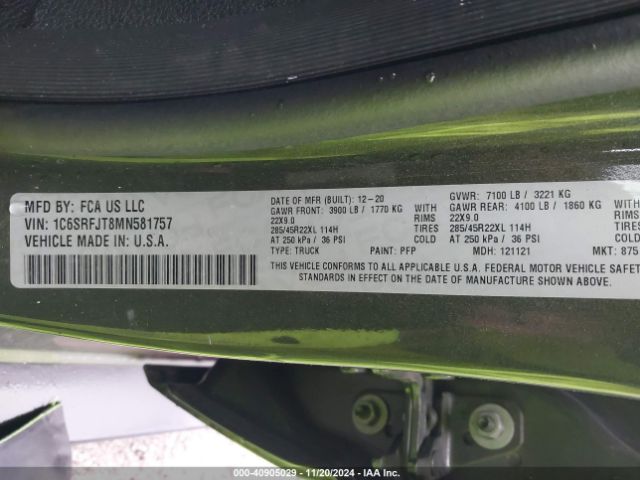 MFD BY: FCA US LLC
VIN: 1C6SRFJT8MN581757
VEHICLE MADE IN U.S.A.
DATE OF MFR (BUILT): 12-20 GVWR: 7100 LB / 3221 KG
GAWR FRONT: 3900 LB / 1770 KG WITH GAWR REAR: 4100 LB / 1860 KG WITH
22X9.0 RIMS 22X9.0 RIMS
285/45R22XL 114H TIRES 285/45R22XL 114H TIRES
AT 250 kPa / 36 PSI COLD AT 250 kPa / 36 PSI COLD
TYPE: TRUCK PAINT: PFP MDH: 121121 MKT: 875
THIS VEHICLE CONFORMS TO ALL APPLICABLE U.S.A. FEDERAL MOTOR VEHICLE SAFET
PREVENTION STANDARDS IN EFFECT ON THE DATE OF MANUFACTURE SHOWN ABOVE.
000-40905029 - 11/20/2024 - IAAI.COM